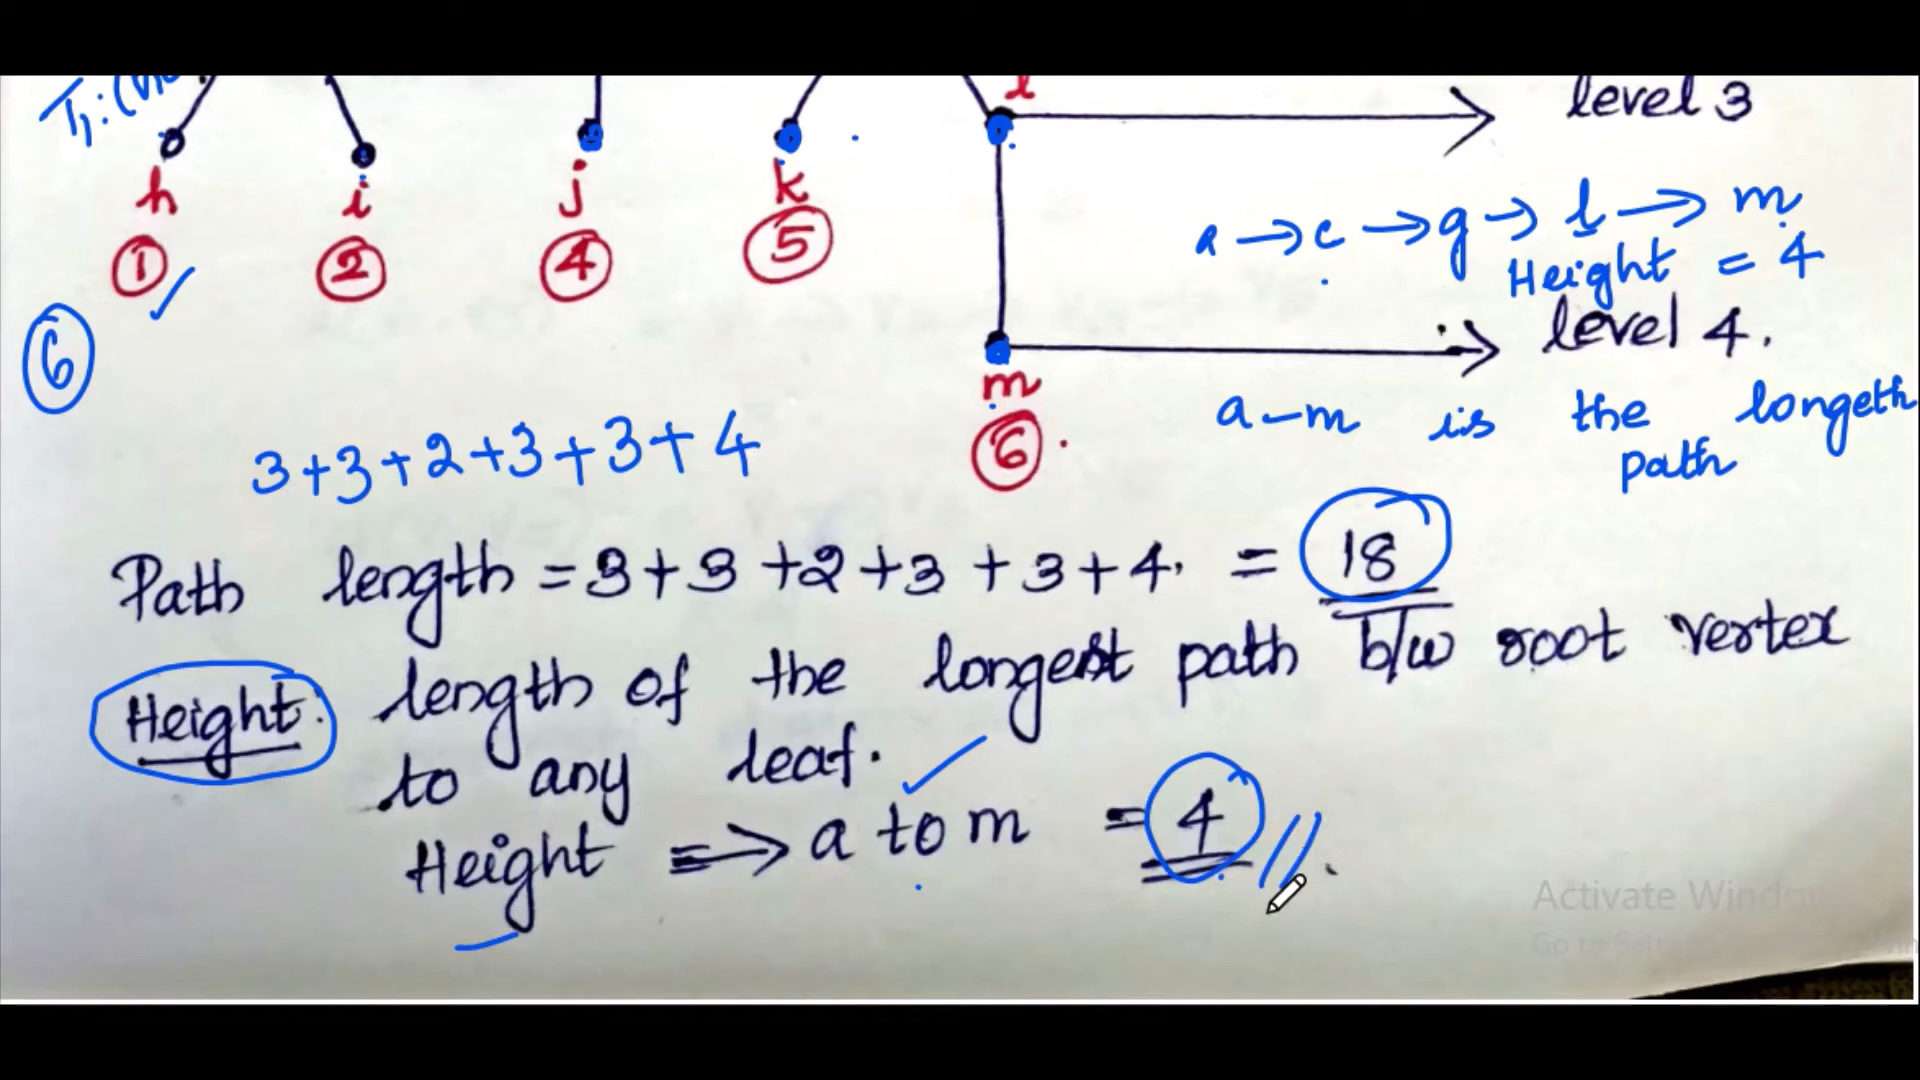 T1:
l
level 3
h i j k
a → c → g → l → m
① ② ④ ⑤
Height = 4
⑥
level 4.
m
a-m is the longeth
path
⑥
3+3+2+3+3+4
Path length = 3+3+2+3+3+4. = 18
Height: length of the longest path b/w root vertex
to any leaf.
Height => a to m = 4
Activate Windows